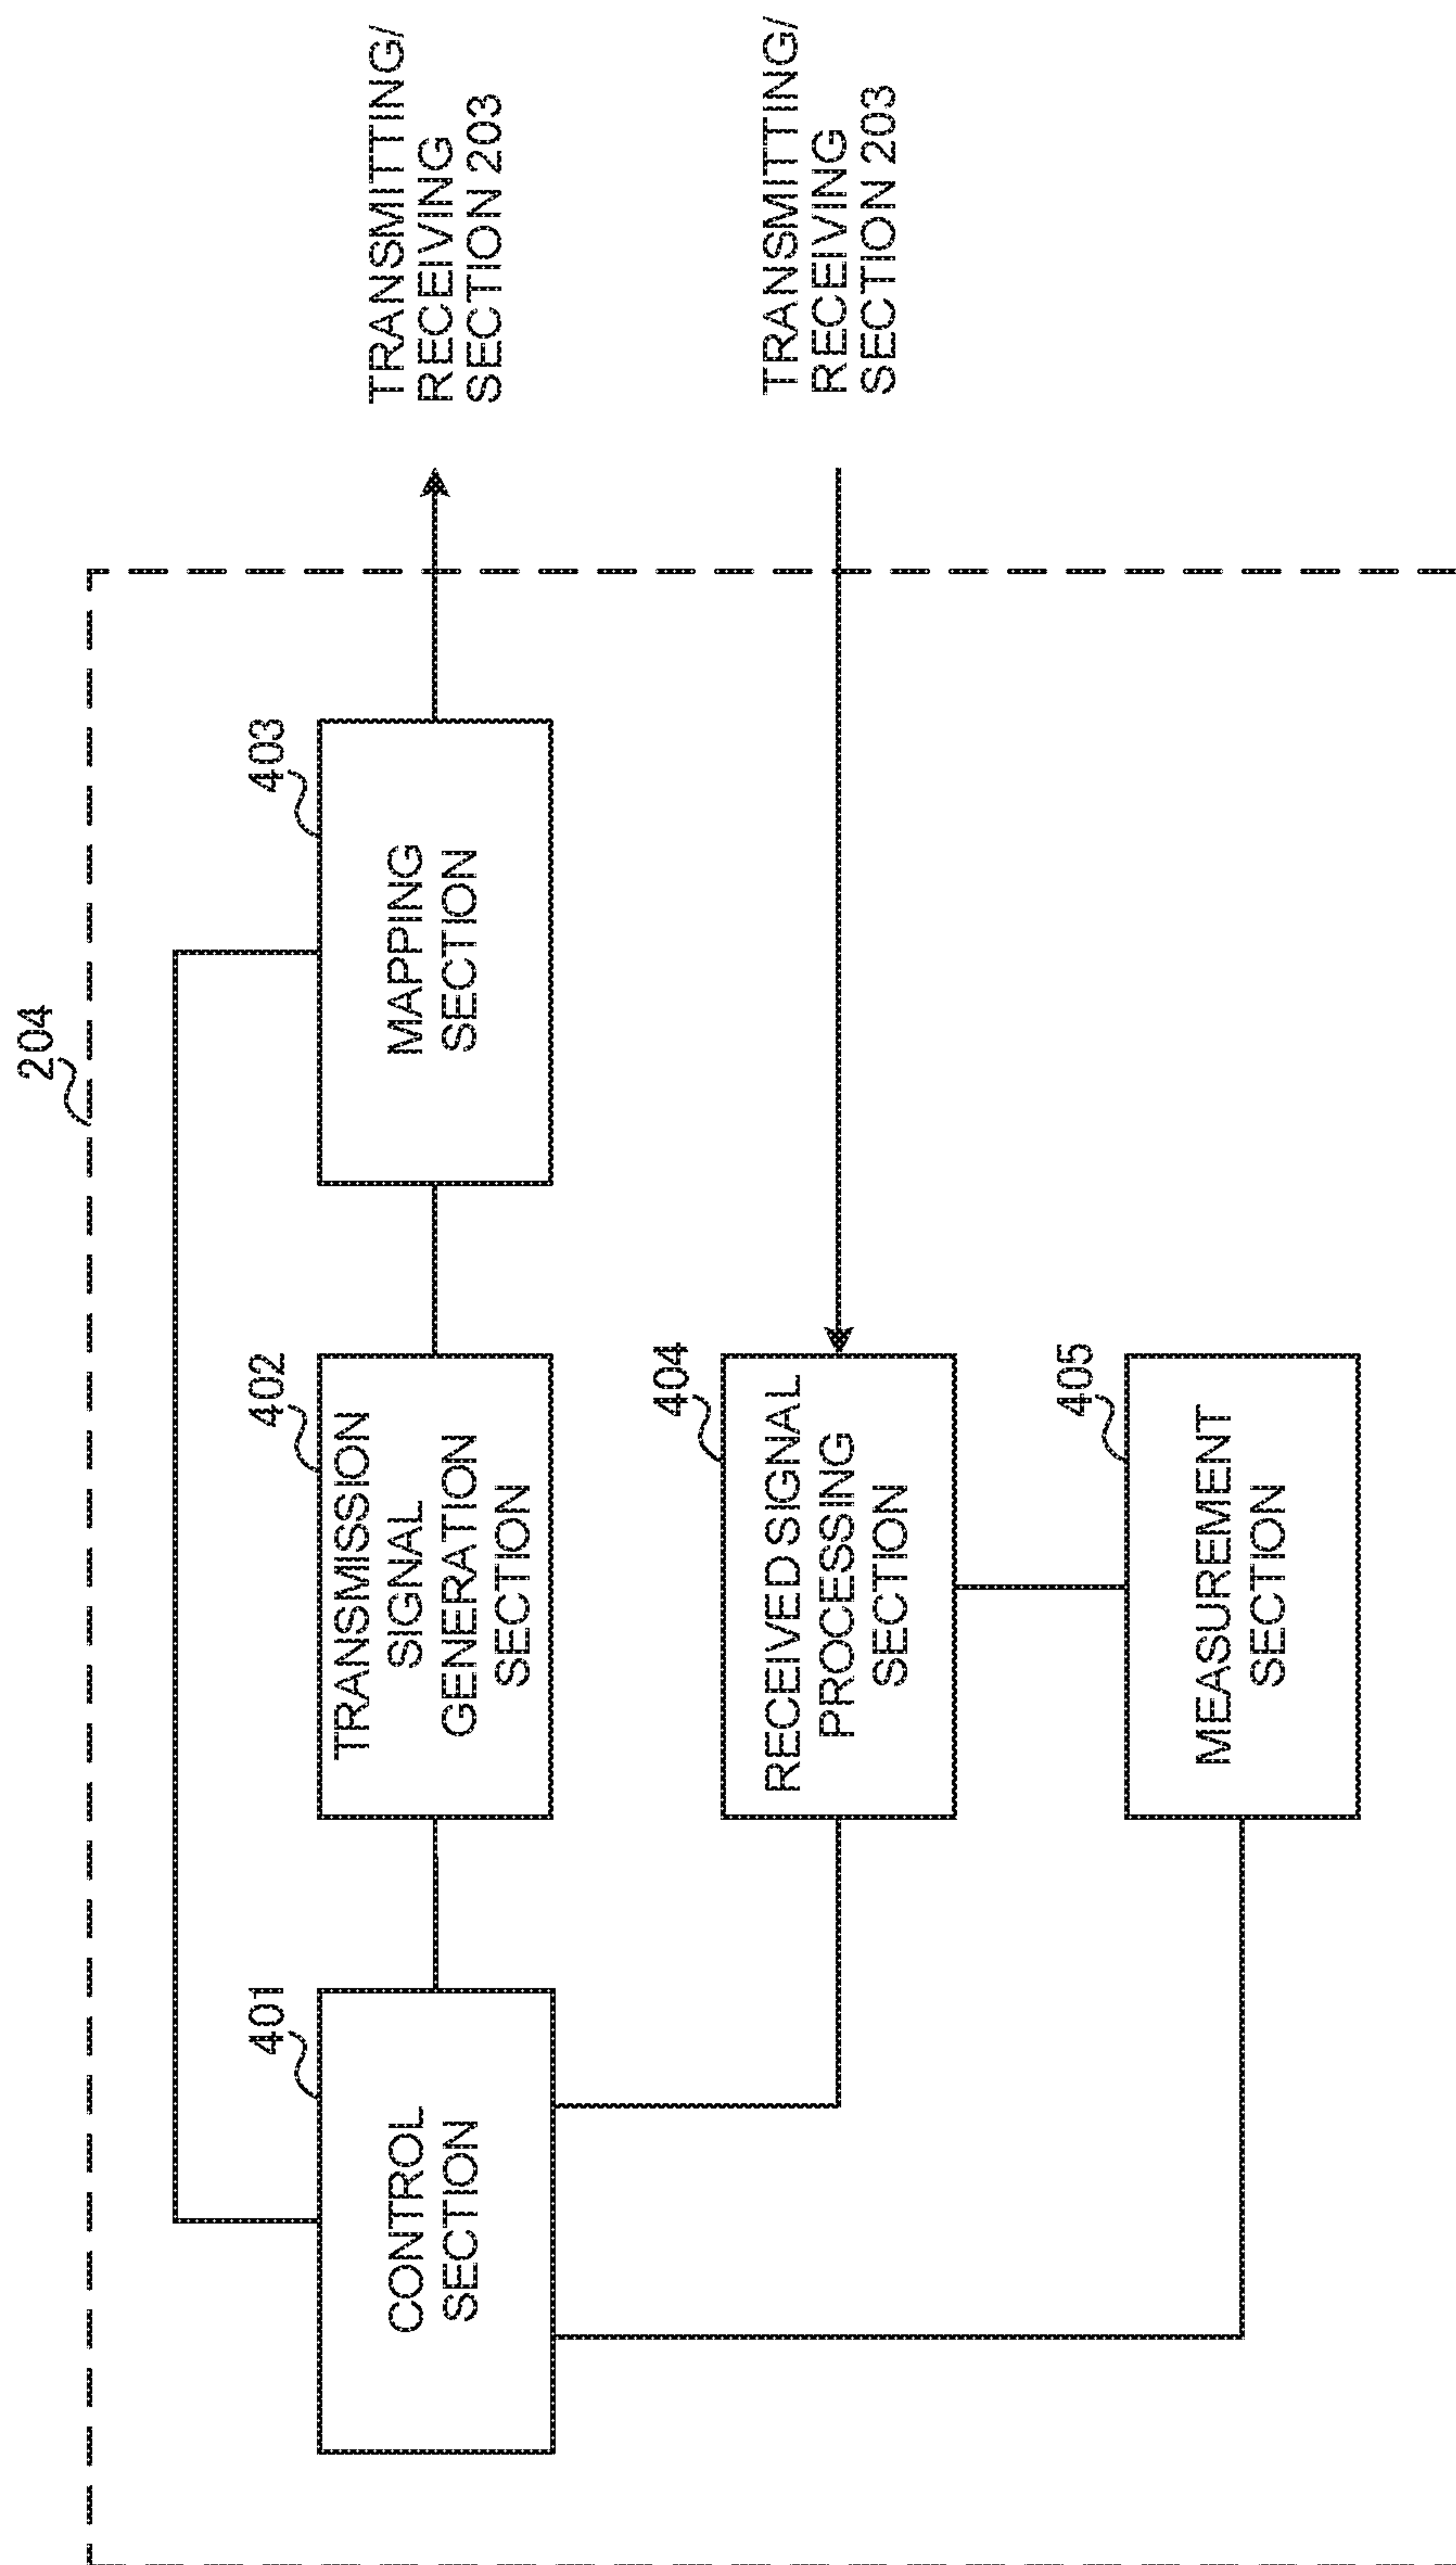 204
401
CONTROL
SECTION
402
TRANSMISSION
SIGNAL
GENERATION
SECTION
403
MAPPING
SECTION
TRANSMITTING/
RECEIVING
SECTION 203
404
RECEIVED SIGNAL
PROCESSING
SECTION
TRANSMITTING/
RECEIVING
SECTION 203
405
MEASUREMENT
SECTION